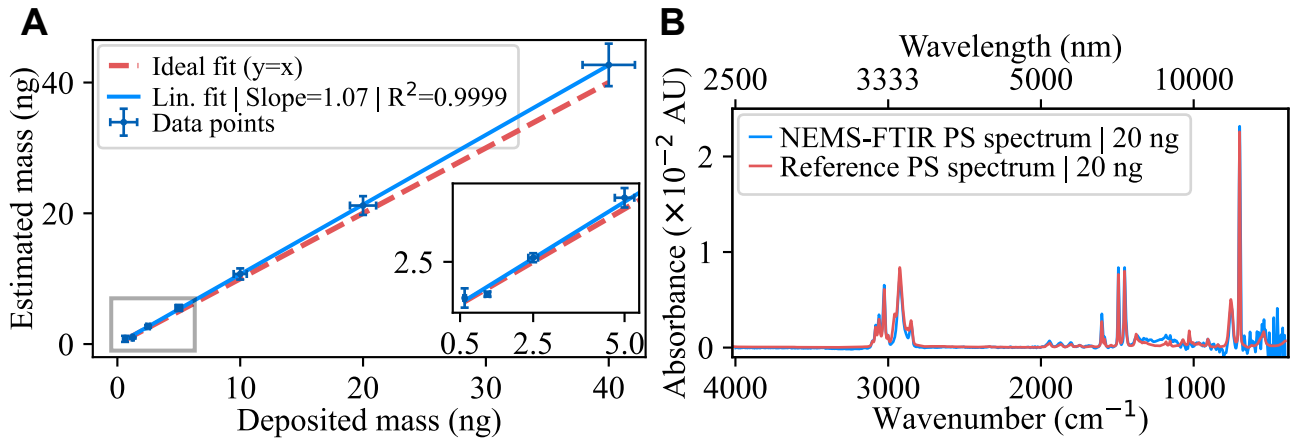 A
Estimated mass (ng)
40
20
0
Ideal fit (y=x)
Lin. fit | Slope=1.07 | R²=0.9999
Data points
2.5
0.5 2.5 5.0
0 10 20 30 40
Deposited mass (ng)
B
Wavelength (nm)
2500 3333 5000 10000
Absorbance (×10⁻² AU)
2
1
0
NEMS-FTIR PS spectrum | 20 ng
Reference PS spectrum | 20 ng
4000 3000 2000 1000
Wavenumber (cm⁻¹)